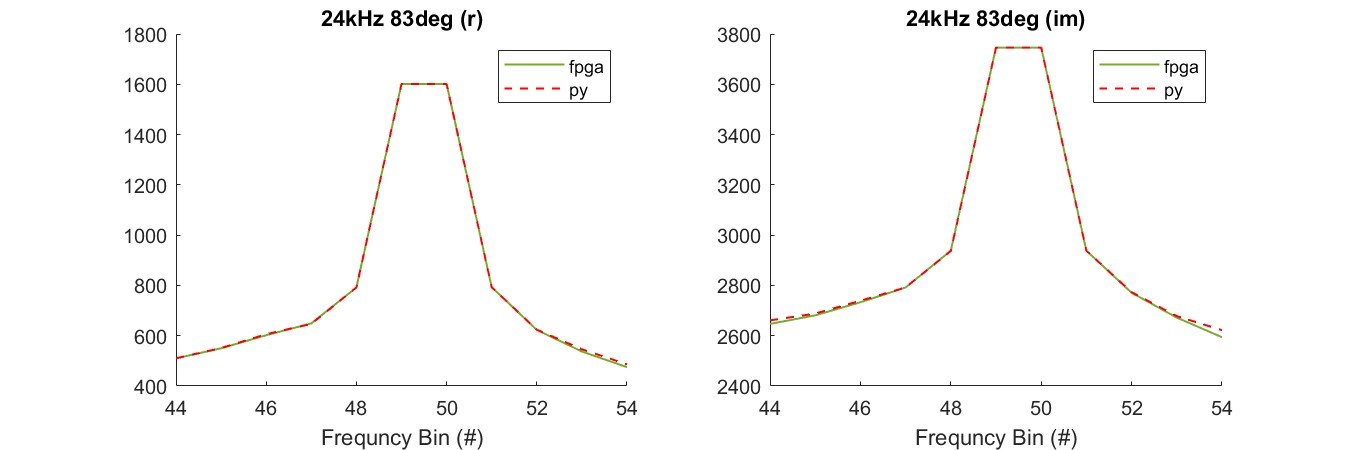 24kHz 83deg (r)
1800
1600
1400
1200
1000
800
600
400
44 46 48 50 52 54
Frequncy Bin (#)
fpga
py
24kHz 83deg (im)
3800
3600
3400
3200
3000
2800
2600
2400
44 46 48 50 52 54
Frequncy Bin (#)
fpga
py